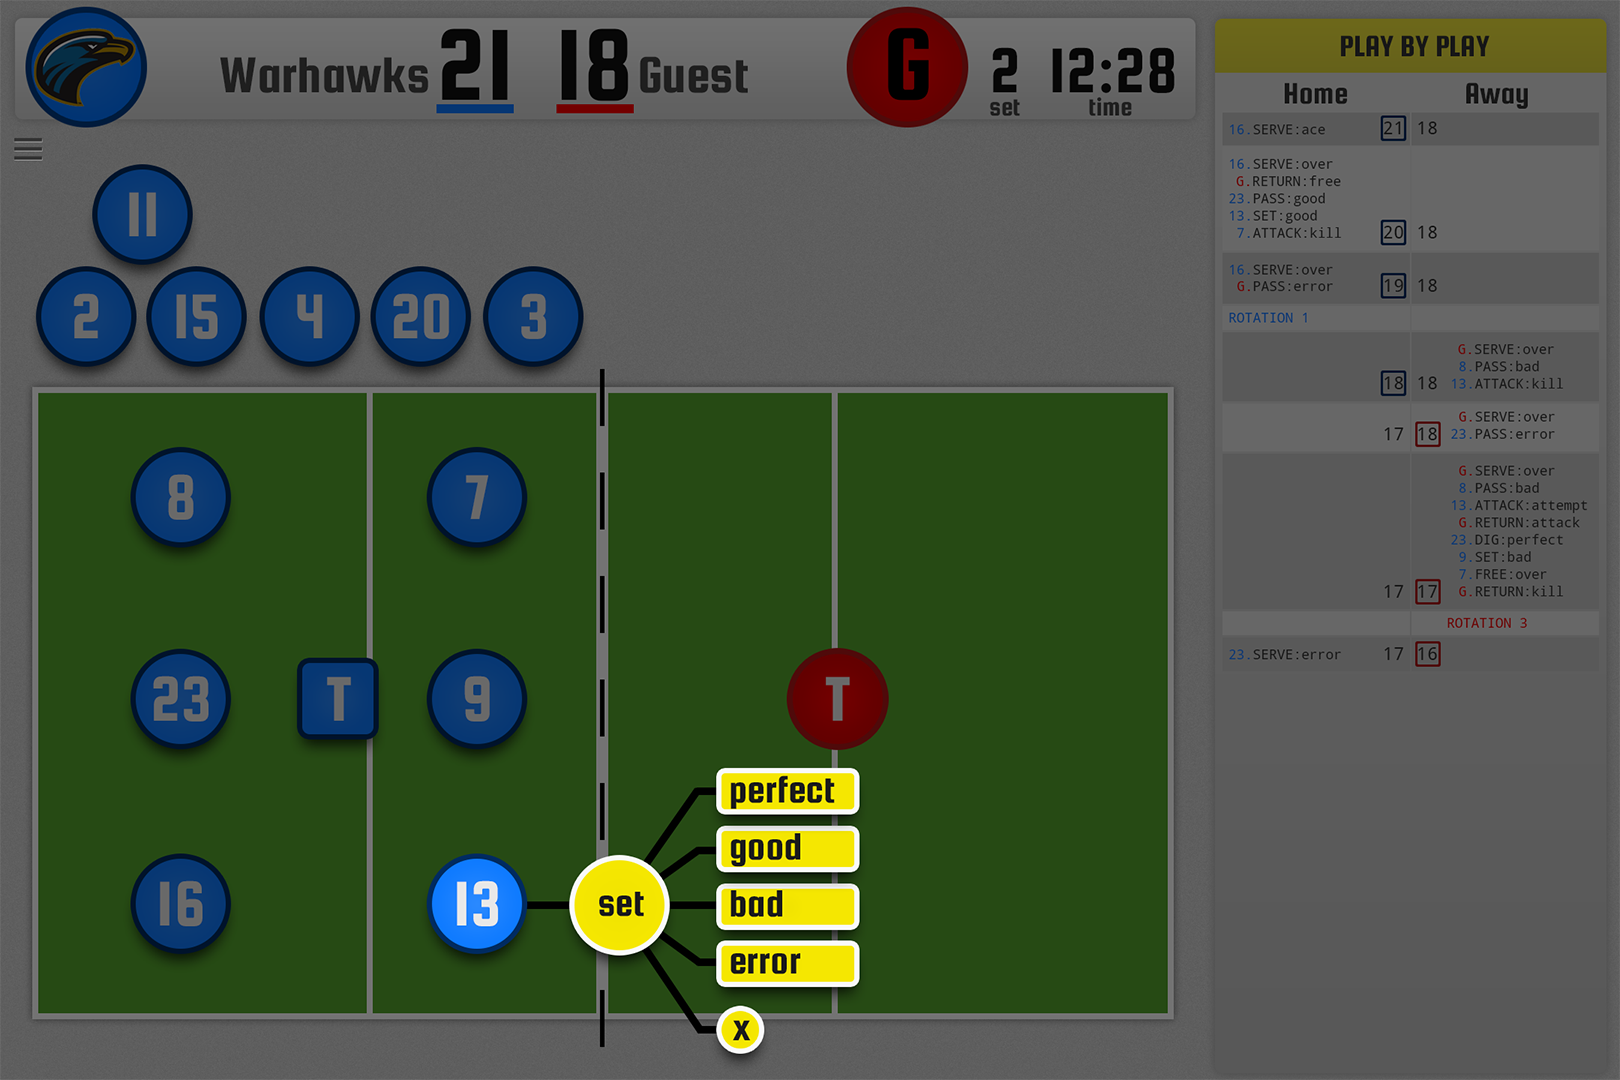 Warhawks 21 18 Guest
G
2 set
12:28 time
11
2 15 4 20 3
8 7
23 T 9 T
16 13 set
perfect
good
bad
error
x
PLAY BY PLAY
Home Away
16.SERVE:ace 21 18
16.SERVE:over
G.RETURN:free
23.PASS:good
13.SET:good
7.ATTACK:kill 20 18
16.SERVE:over
G.PASS:error 19 18
ROTATION 1
G.SERVE:over
8.PASS:bad
18 18 13.ATTACK:kill
G.SERVE:over
17 18 23.PASS:error
G.SERVE:over
8.PASS:bad
13.ATTACK:attempt
G.RETURN:attack
23.DIG:perfect
9.SET:bad
7.FREE:over
17 17 G.RETURN:kill
ROTATION 3
23.SERVE:error 17 16